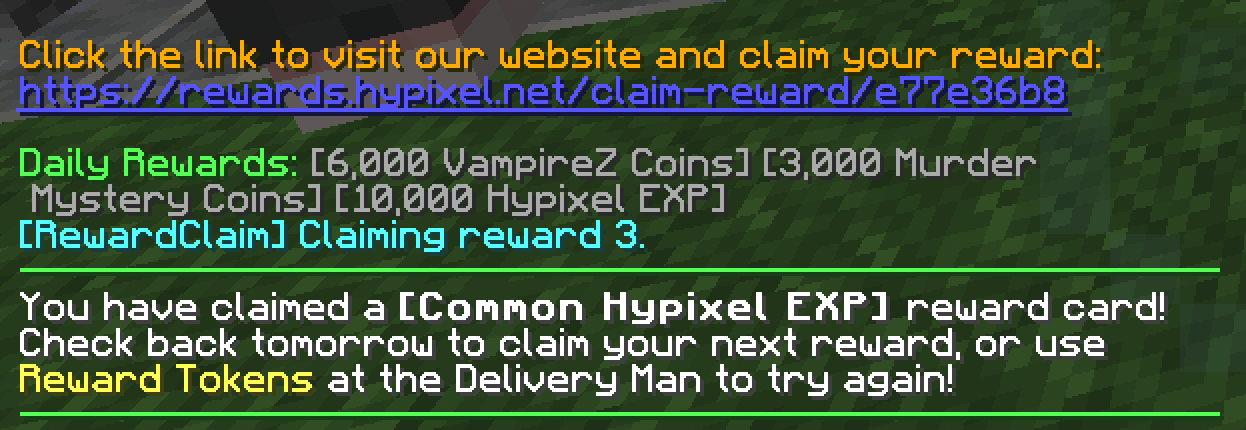 Click the link to visit our website and claim your reward:
https://rewards.hypixel.net/claim-reward/e77e36b8
Daily Rewards: [6,000 VampireZ Coins] [3,000 Murder
Mystery Coins] [10,000 Hypixel EXP]
[RewardClaim] Claiming reward 3.
You have claimed a [Common Hypixel EXP] reward card!
Check back tomorrow to claim your next reward, or use
Reward Tokens at the Delivery Man to try again!